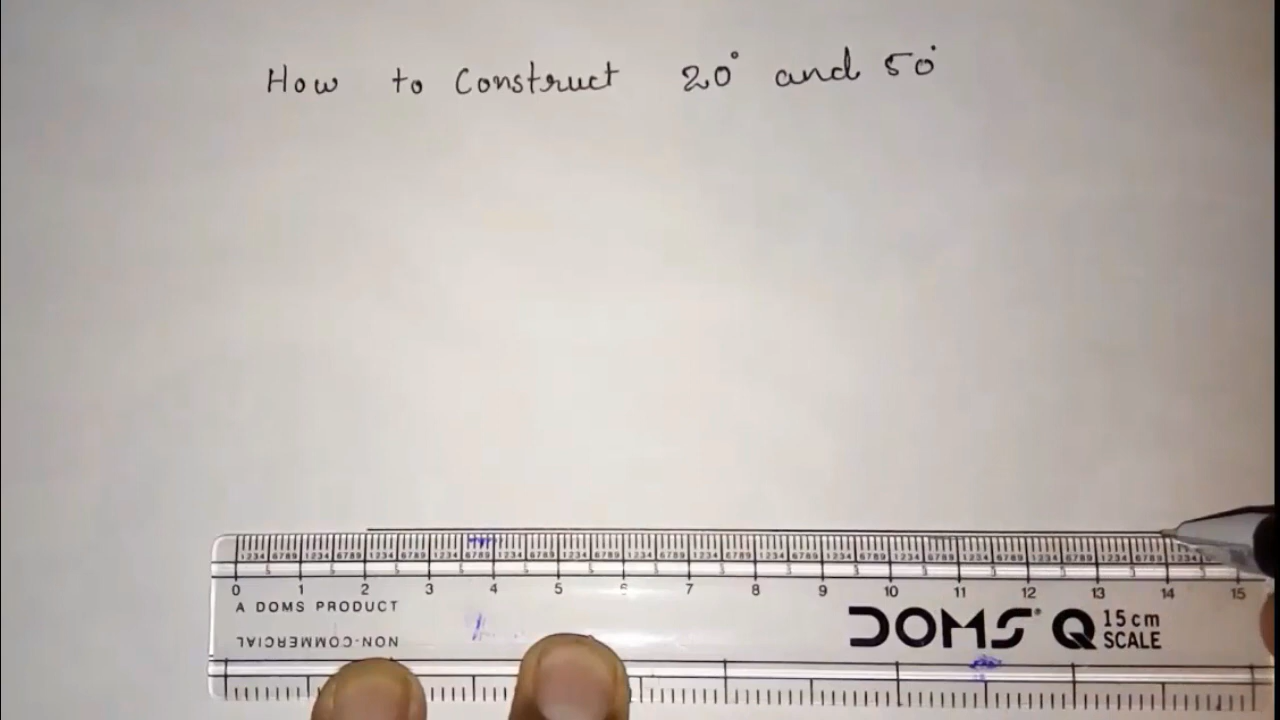 How to Construct 20° and 50°
0 1 2 3 4 5 6 7 8 9 10 11 12 13 14 15
A DOMS PRODUCT
NON-COMMERCIAL
DOMS Q 15cm
SCALE